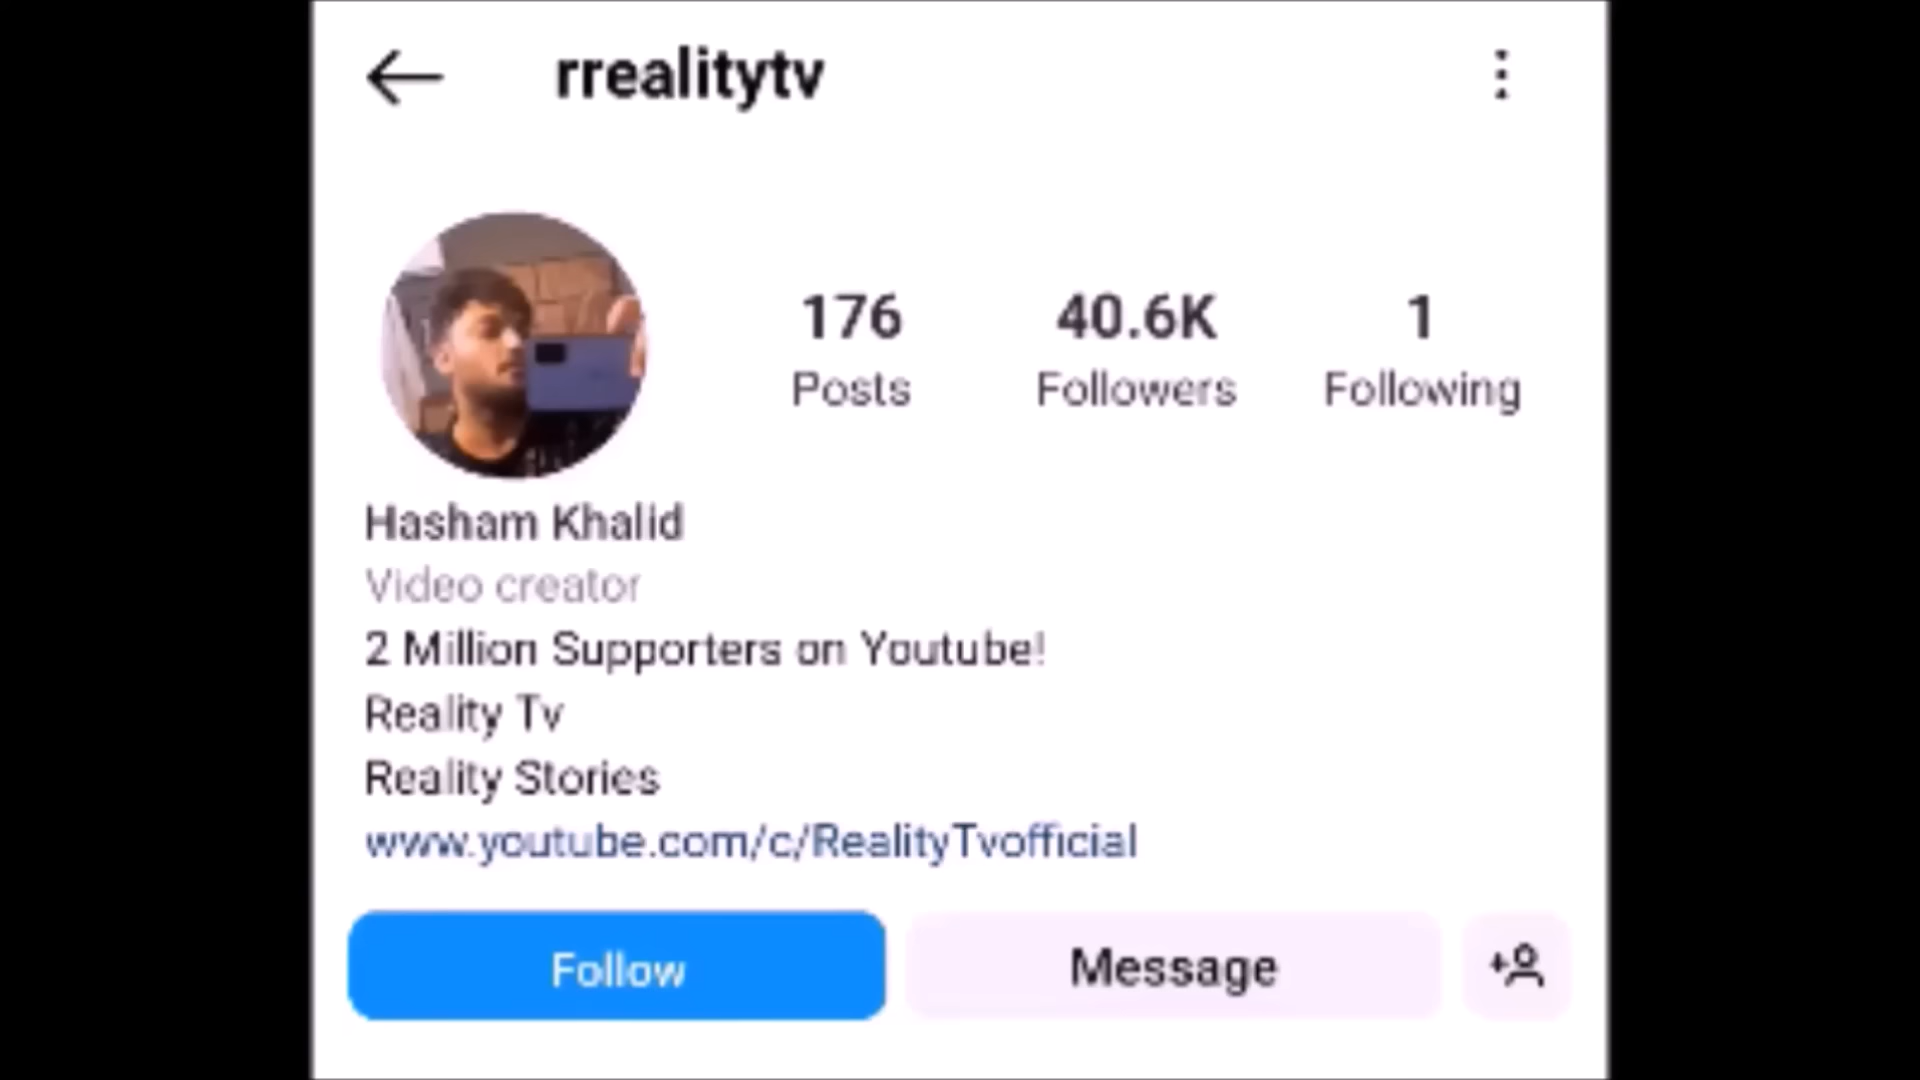 rrealitytv
176 40.6K 1
Posts Followers Following
Hasham Khalid
Video creator
2 Million Supporters on Youtube!
Reality Tv
Reality Stories
www.youtube.com/c/RealityTvofficial
Follow Message